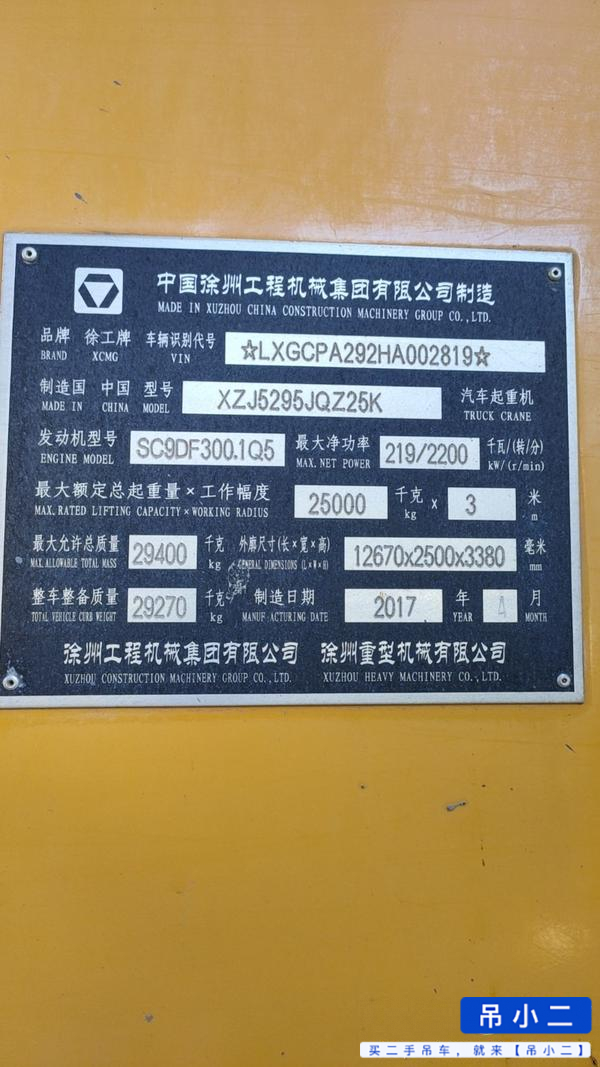 中国徐州工程机械集团有限公司制造
MADE IN XUZHOU CHINA CONSTRUCTION MACHINERY GROUP CO.,LTD.
品牌 徐工牌 车辆识别代号 ☆LXGCPA292HA002819☆
BRAND XCMG VIN
制造国 中国 型号 XZJ5295JQZ25K 汽车起重机
MADE IN CHINA MODEL TRUCK CRANE
发动机型号 SC9DF300.1Q5 最大净功率 219/2200 千瓦/(转/分)
ENGINE MODEL MAX. NET POWER kW/(r/min)
最大额定总起重量×工作幅度 25000 千克 × 3 米
MAX. RATED LIFTING CAPACITY×WORKING RADIUS kg m
最大允许总质量 29400 千克 外廓尺寸(长×宽×高) 12670x2500x3380 毫米
MAX. ALLOWABLE TOTAL MASS kg GENERAL DIMENSIONS (L×W×H) mm
整车整备质量 29270 千克 制造日期 2017 年 4 月
TOTAL VEHICLE CURB WEIGHT kg MANUFACTURING DATE YEAR MONTH
徐州工程机械集团有限公司 徐州重型机械有限公司
XUZHOU CONSTRUCTION MACHINERY GROUP CO.,LTD. XUZHOU HEAVY MACHINERY CO.,LTD.
吊小二
买二手吊车，就来【吊小二】